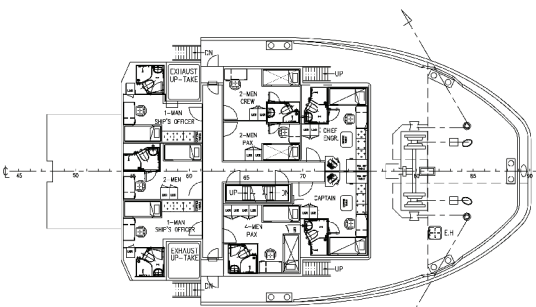 DN
EXHAUST
UP-TAKE
UP
2-MEN
CREW
1-MAN
SHIP'S OFFICER
2-MEN
PAX
CHIEF
ENGR.
45
50
60
65
70
85
90
2-MEN
UP
DN
CAPTAIN
1-MAN
SHIP'S OFFICER
4-MEN
PAX
E.H
EXHAUST
UP-TAKE
UP
DN